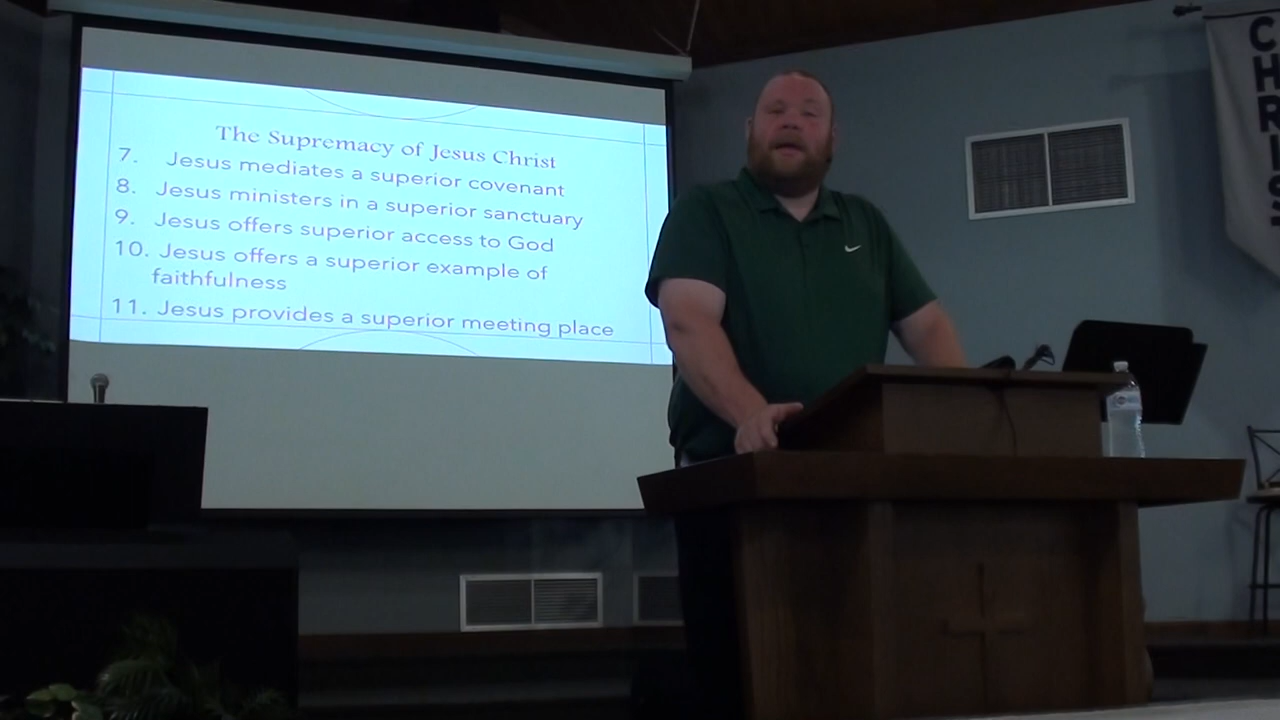 The Supremacy of Jesus Christ
7. Jesus mediates a superior covenant
8. Jesus ministers in a superior sanctuary
9. Jesus offers superior access to God
10. Jesus offers a superior example of
faithfulness
11. Jesus provides a superior meeting place
CHRIS